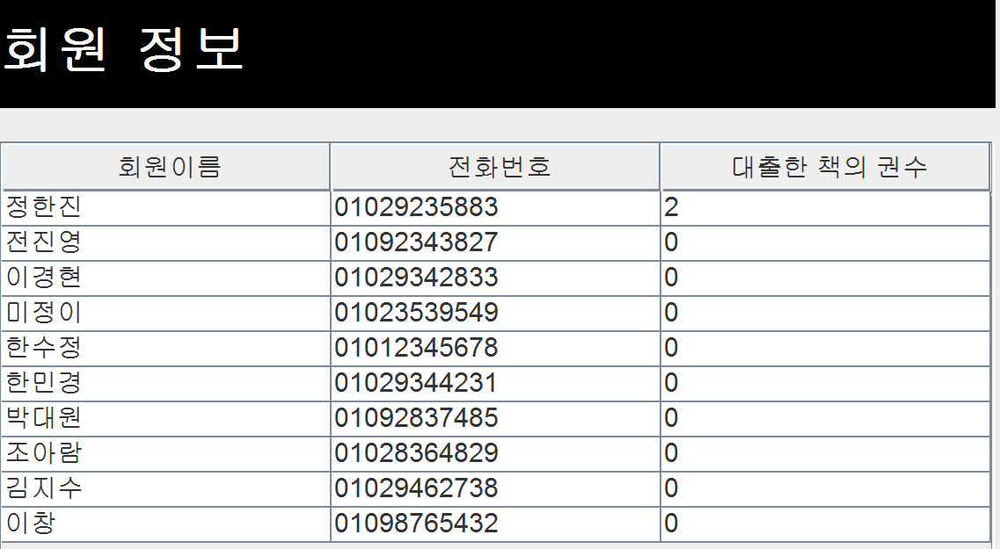 회원 정보
회원이름 전화번호 대출한 책의 권수
정한진 01029235883 2
전진영 01092343827 0
이경현 01029342833 0
미정이 01023539549 0
한수정 01012345678 0
한민경 01029344231 0
박대원 01092837485 0
조아람 01028364829 0
김지수 01029462738 0
이창 01098765432 0